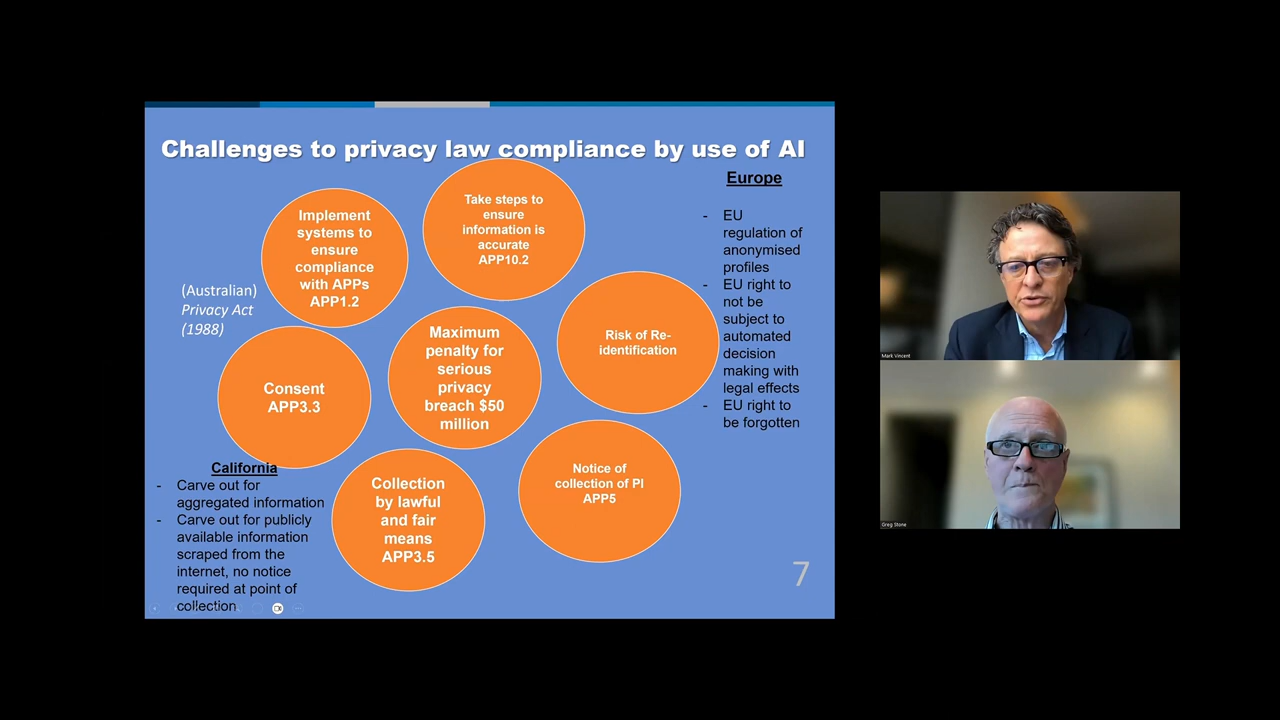 Challenges to privacy law compliance by use of AI
(Australian)
Privacy Act
(1988)
Implement
systems to
ensure
compliance
with APPs
APP1.2
Take steps to
ensure
information is
accurate
APP10.2
Consent
APP3.3
Maximum
penalty for
serious
privacy
breach $50
million
Risk of Re-
identification
Collection
by lawful
and fair
means
APP3.5
Notice of
collection of PI
APP5
California
- Carve out for
aggregated information
- Carve out for publicly
available information
scraped from the
internet, no notice
required at point of
collection
Europe
- EU
regulation of
anonymised
profiles
- EU right to
not be
subject to
automated
decision
making with
legal effects
- EU right to
be forgotten
7
Mark Vincent
Greg Stone